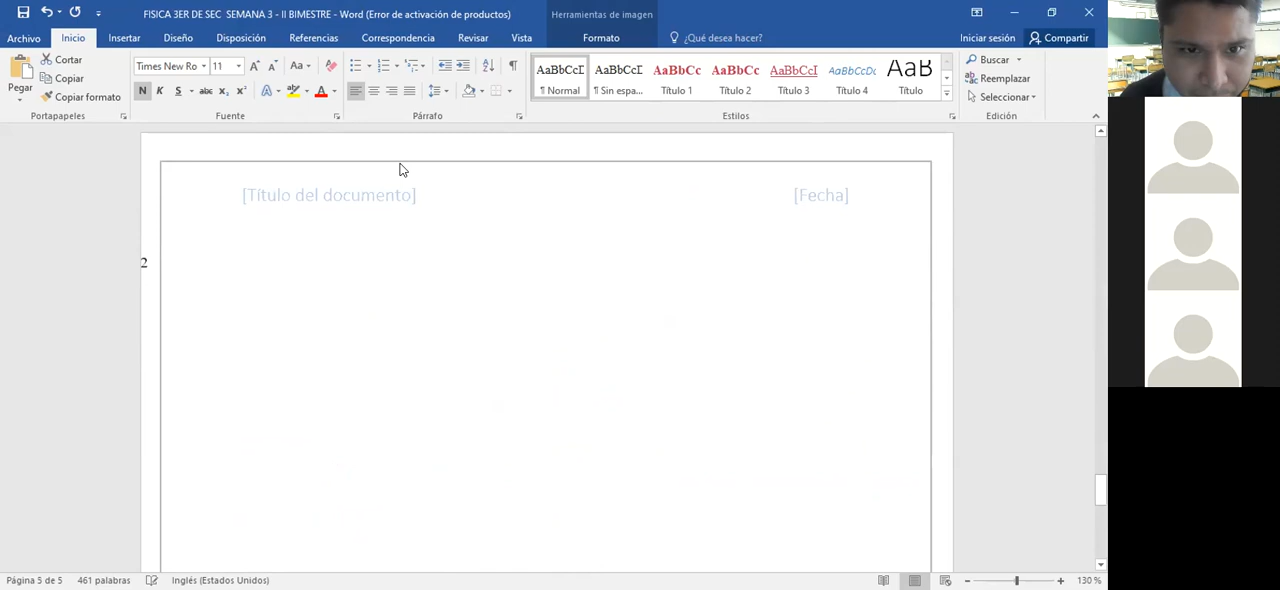 FISICA 3ER DE SEC  SEMANA 3 - II BIMESTRE - Word (Error de activación de productos)
Herramientas de imagen
Archivo Inicio Insertar Diseño Disposición Referencias Correspondencia Revisar Vista Formato ¿Qué desea hacer? Iniciar sesión Compartir
Pegar
Cortar
Copiar
Copiar formato
Portapapeles
Times New Ro 11
Aa
N K S abc x₂ x²
A A
Fuente
Párrafo
AaBbCcI AaBbCcI AaBbCc AaBbCc AaBbCcI AaBbCcDc AaB
¶ Normal ¶ Sin espa... Título 1 Título 2 Título 3 Título 4 Título
Estilos
Buscar
Reemplazar
Seleccionar
Edición
[Título del documento] [Fecha]
2
Página 5 de 5 461 palabras Inglés (Estados Unidos) 130 %